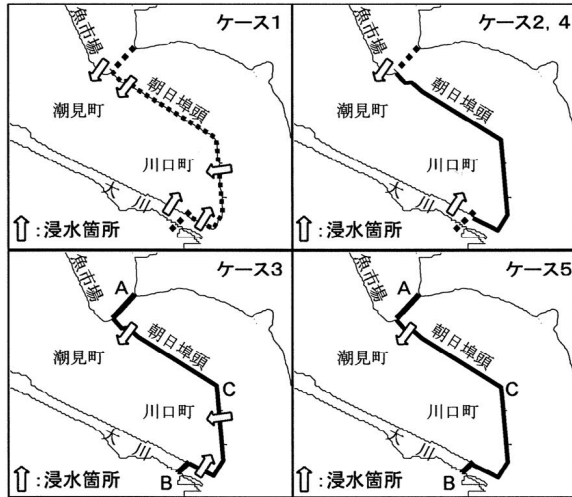 ケース1
魚市場
朝日埠頭
潮見町
川口町
大川
⇧:浸水箇所
ケース2, 4
魚市場
朝日埠頭
潮見町
川口町
大川
⇧:浸水箇所
ケース3
A
魚市場
朝日埠頭
潮見町
C
川口町
大川
B
⇧:浸水箇所
ケース5
A
魚市場
朝日埠頭
潮見町
C
川口町
大川
B
⇧:浸水箇所